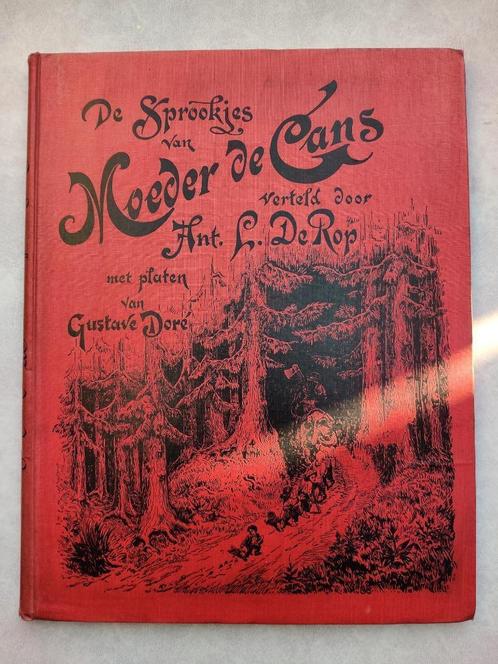 De Sprookjes
van
Moeder de Gans
verteld door
Ant. L. De Rop
met platen
van
Gustave Doré